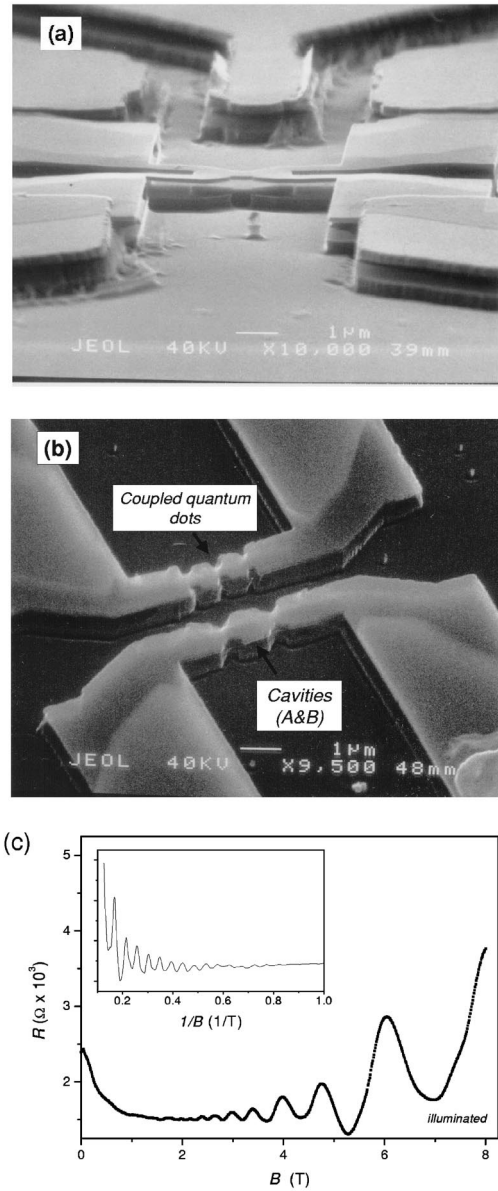 (a)
1µm
JEOL 40KV X10,000 39mm
(b)
Coupled quantum
dots
Cavities
(A&B)
1µm
JEOL 40KV X9,500 48mm
(c)
5
4
3
2
R (Ω x 10³)
0.2 0.4 0.6 0.8 1.0
1/B (1/T)
illuminated
0 2 4 6 8
B (T)